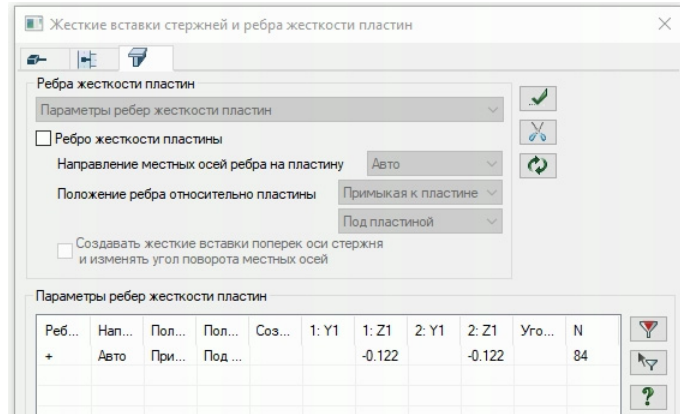 Жесткие вставки стержней и ребра жесткости пластин
Ребра жесткости пластин
Параметры ребер жесткости пластин
Ребро жесткости пластины
Направление местных осей ребра на пластину Авто
Положение ребра относительно пластины Примыкая к пластине
Под пластиной
Создавать жесткие вставки поперек оси стержня
и изменять угол поворота местных осей
Параметры ребер жесткости пластин
Реб... Нап... Пол... Пол... Соз... 1: Y1 1: Z1 2: Y1 2: Z1 Уго... N
+ Авто При... Под ... -0.122 -0.122 84
?